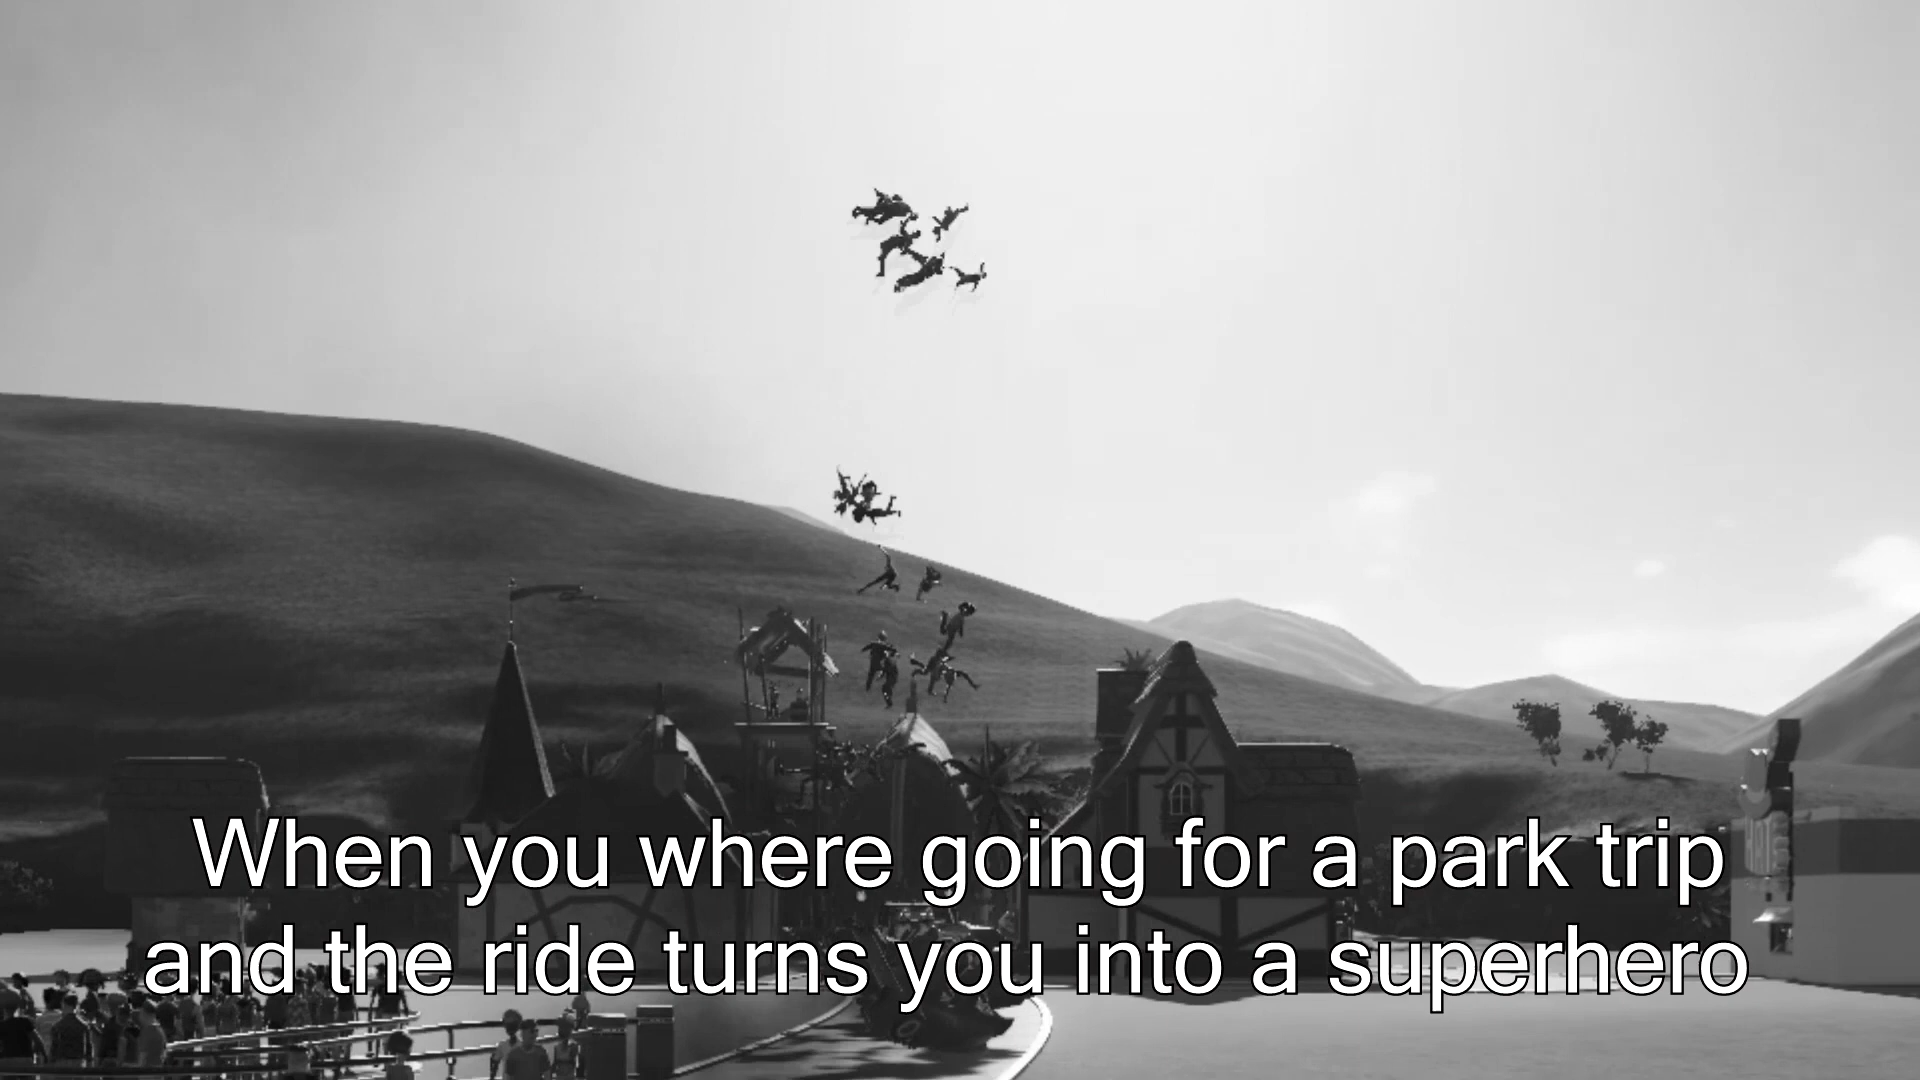 When you where going for a park trip
and the ride turns you into a superhero